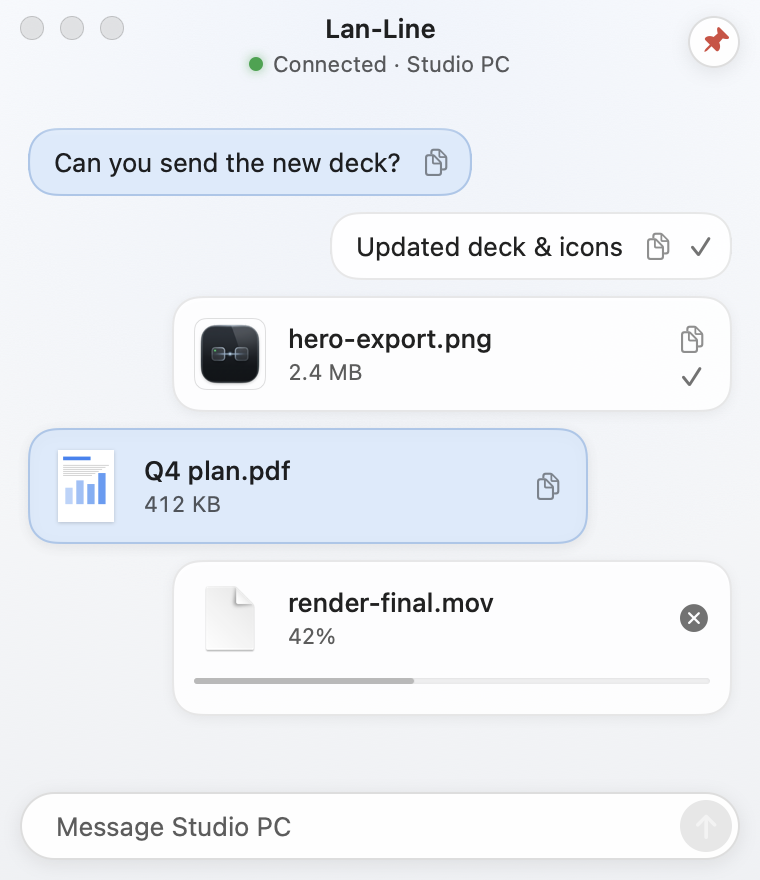 Lan-Line
Connected · Studio PC
Can you send the new deck?
Updated deck & icons
hero-export.png
2.4 MB
Q4 plan.pdf
412 KB
render-final.mov
42%
Message Studio PC